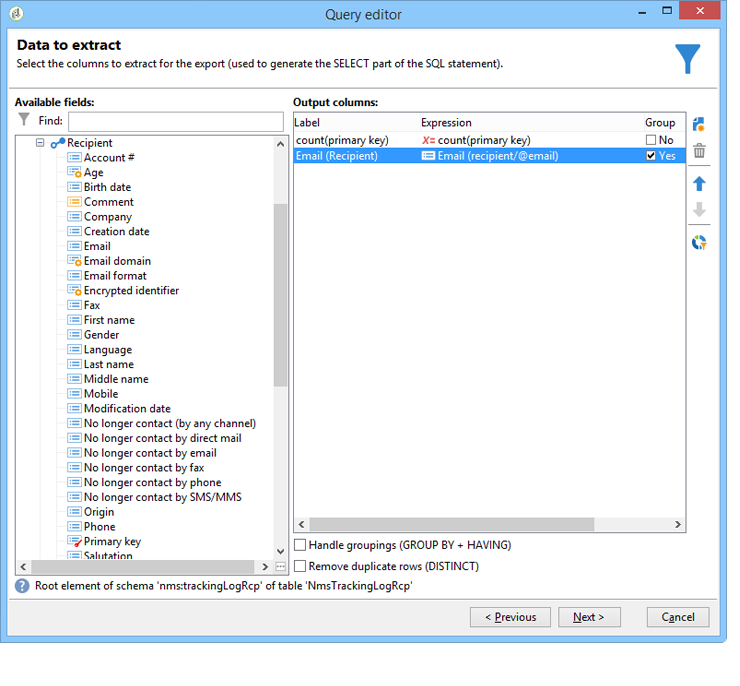 Query editor
Data to extract
Select the columns to extract for the export (used to generate the SELECT part of the SQL statement).
Available fields:
Find:
Recipient
Account #
Age
Birth date
Comment
Company
Creation date
Email
Email domain
Email format
Encrypted identifier
Fax
First name
Gender
Language
Last name
Middle name
Mobile
Modification date
No longer contact (by any channel)
No longer contact by direct mail
No longer contact by email
No longer contact by fax
No longer contact by phone
No longer contact by SMS/MMS
Origin
Phone
Primary key
Salutation
Output columns:
Label Expression Group
count(primary key) X= count(primary key) No
Email (Recipient) Email (recipient/@email) Yes
Handle groupings (GROUP BY + HAVING)
Remove duplicate rows (DISTINCT)
Root element of schema 'nms:trackingLogRcp' of table 'NmsTrackingLogRcp'
< Previous Next > Cancel